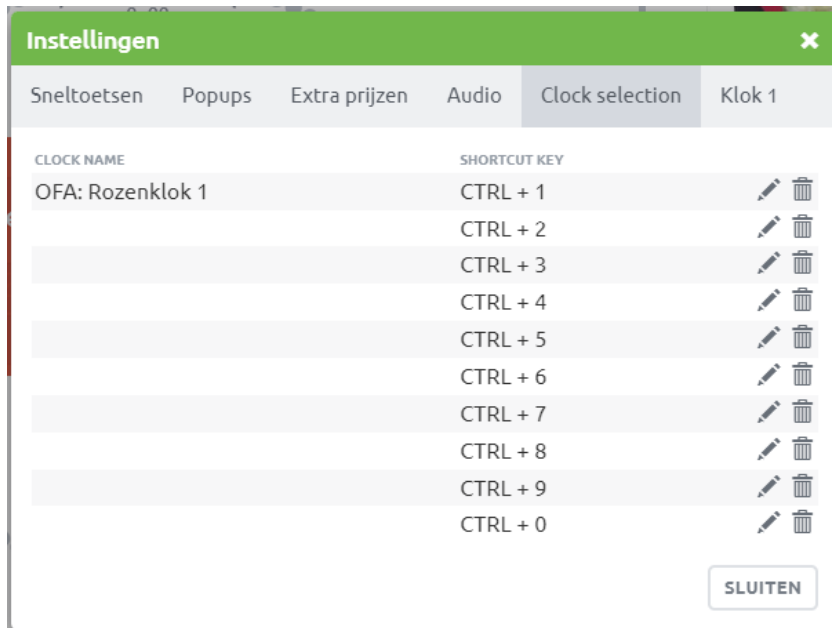 Instellingen
Sneltoetsen Popups Extra prijzen Audio Clock selection Klok 1
CLOCK NAME SHORTCUT KEY
OFA: Rozenklok 1 CTRL + 1
CTRL + 2
CTRL + 3
CTRL + 4
CTRL + 5
CTRL + 6
CTRL + 7
CTRL + 8
CTRL + 9
CTRL + 0
SLUITEN